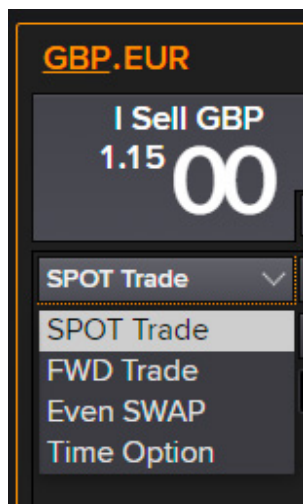 GBP.EUR
I Sell GBP
1.15 00
SPOT Trade
SPOT Trade
FWD Trade
Even SWAP
Time Option